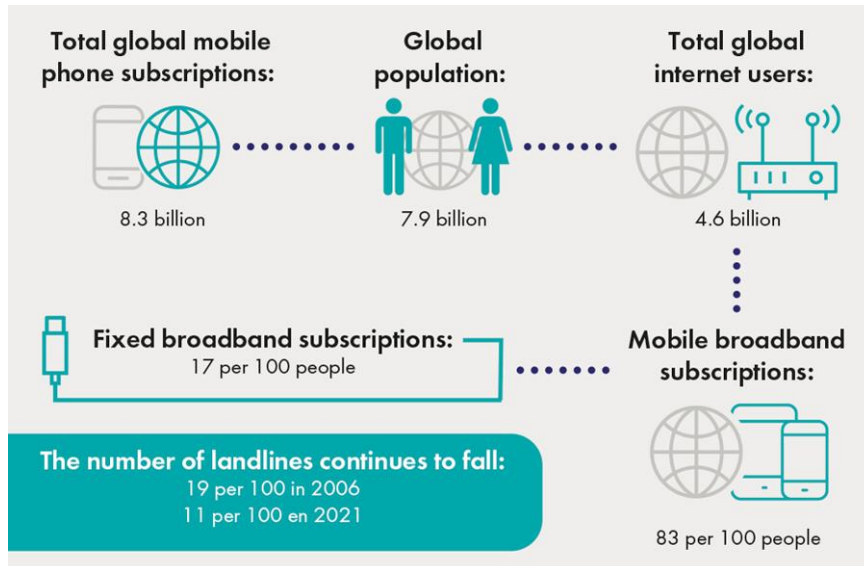 Total global mobile
phone subscriptions:
8.3 billion
Global
population:
7.9 billion
Total global
internet users:
4.6 billion
Fixed broadband subscriptions:
17 per 100 people
Mobile broadband
subscriptions:
83 per 100 people
The number of landlines continues to fall:
19 per 100 in 2006
11 per 100 en 2021